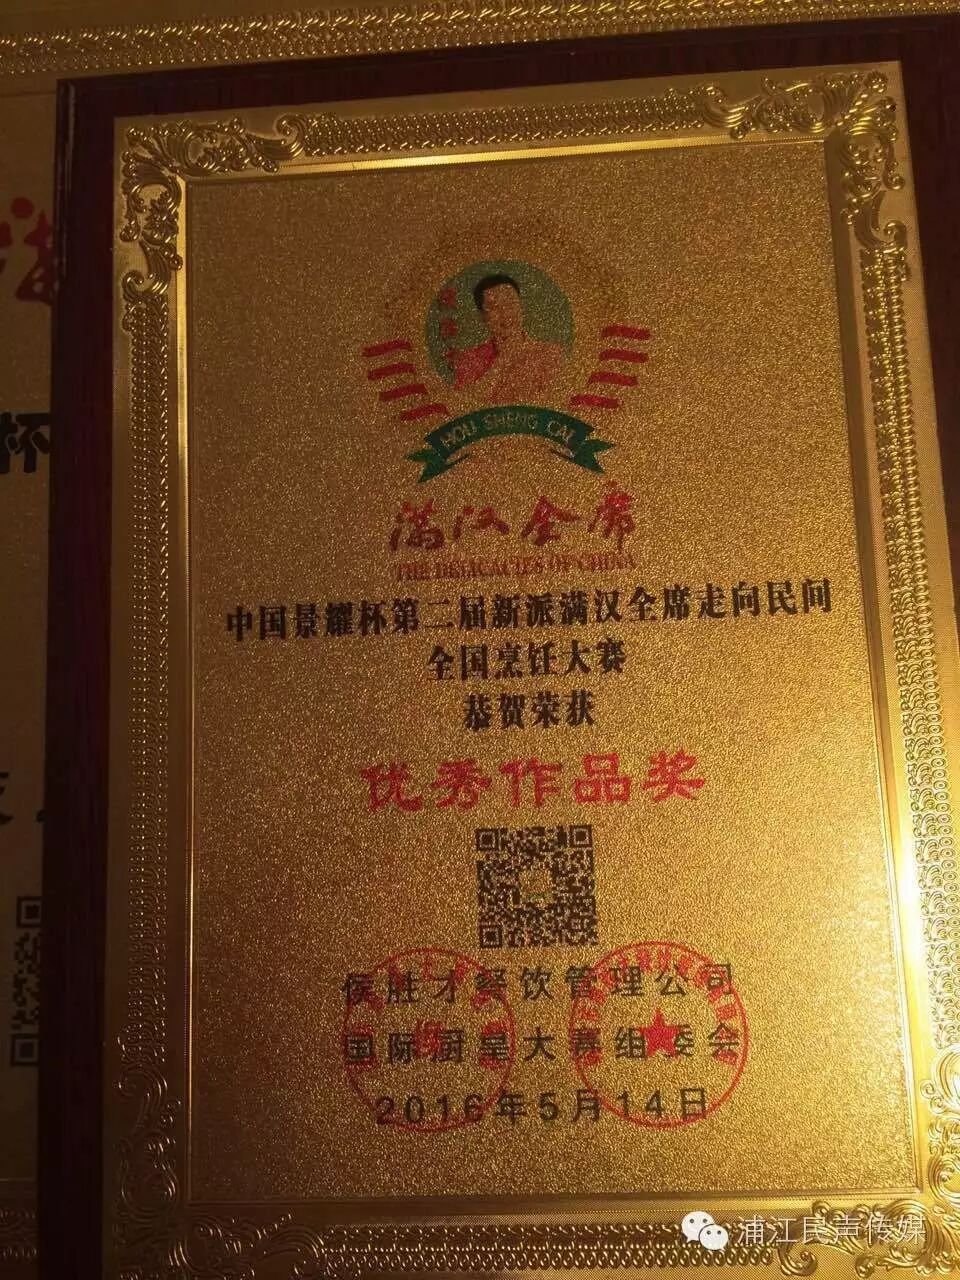 HOU SHENG CAI
满汉全席
THE DELICACIES OF CHINA
中国景耀杯第二届新派满汉全席走向民间
全国烹饪大赛
恭贺荣获
优秀作品奖
侯胜才餐饮管理公司
国际厨皇大赛组委会
2016年5月14日
杯
浦江民声传媒